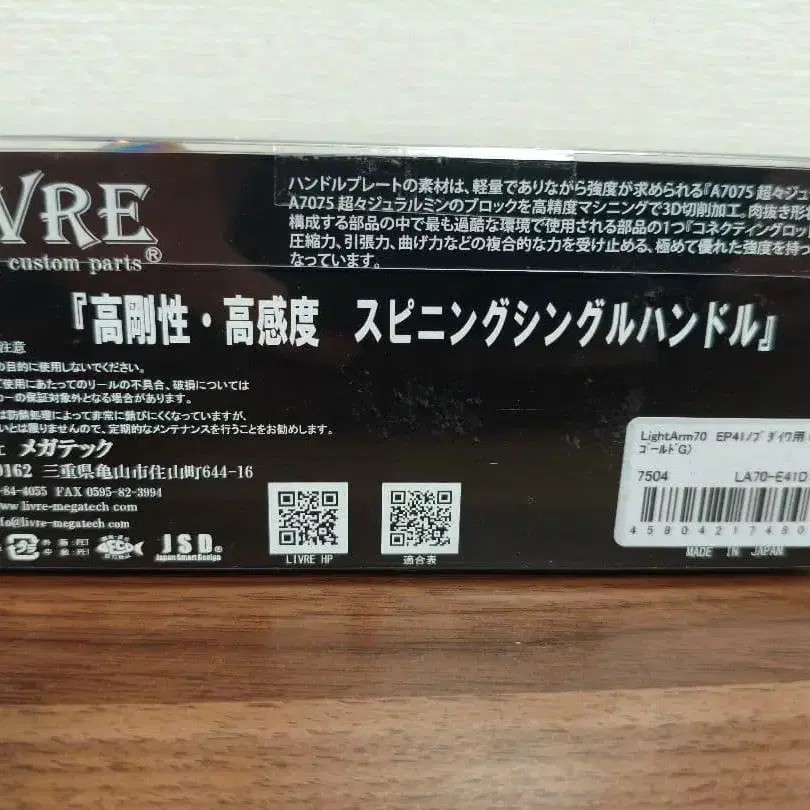 IVRE
custom parts®
ハンドルプレートの素材は、軽量でありながら強度が求められる『A7075 超々ジュ
A7075 超々ジュラルミンのブロックを高精度マシニングで3D切削加工。肉抜き形
構成する部品の中で最も過酷な環境で使用される部品の1つ『コネクティングロッ
圧縮力、引張力、曲げ力などの複合的な力を受け止める、極めて優れた強度を持っ
なっています。
『高剛性・高感度 スピニングシングルハンドル』
注意
の目的に使用しないでください。
使用にあたってのリールの不具合、破損については
カーの保証対象外となる場合があります。
は防錆処理によって非常に錆びにくくなっていますが、
いとは限りませんので、定期的なメンテナンスを行うことをお勧めします。
メガテック
0162 三重県亀山市住山町644-16
-84-4055 FAX 0595-82-3994
www.livre-megatech.com
nfo@livre-megatech.com
外箱:PET
中箱:PET
JSD®
Japan Smart Design
LIVRE HP
適合表
LightArm70 EP41ノブ ダイワ用
ゴールドG)
7504 LA70-E41D
45804217480
MADE IN JAPAN